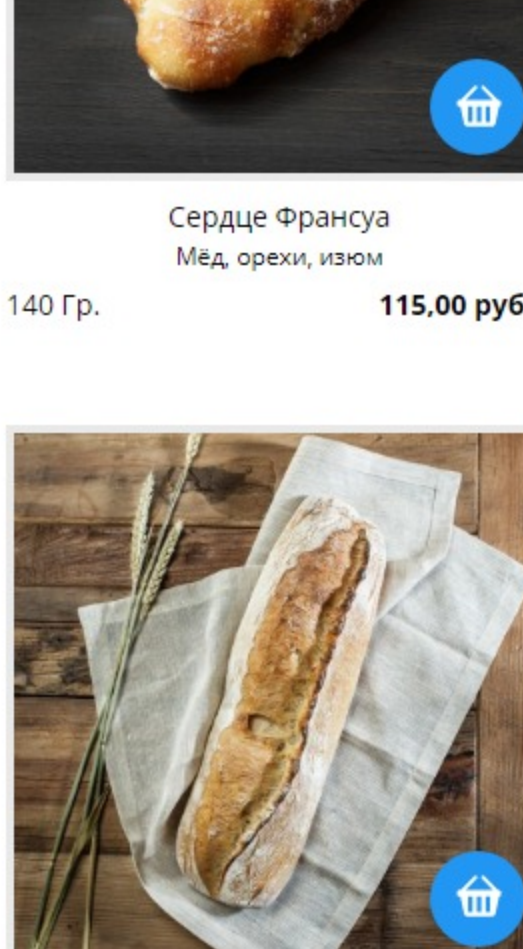 Сердце Франсуа
Мёд, орехи, изюм
140 Гр. 115,00 руб